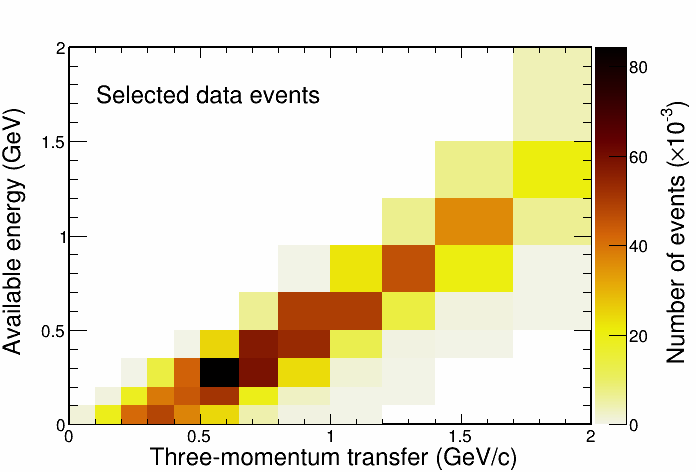 Selected data events
Available energy (GeV)
2
1.5
1
0.5
0
0 0.5 1 1.5 2
Three-momentum transfer (GeV/c)
80
60
40
20
0
Number of events (×10⁻³)